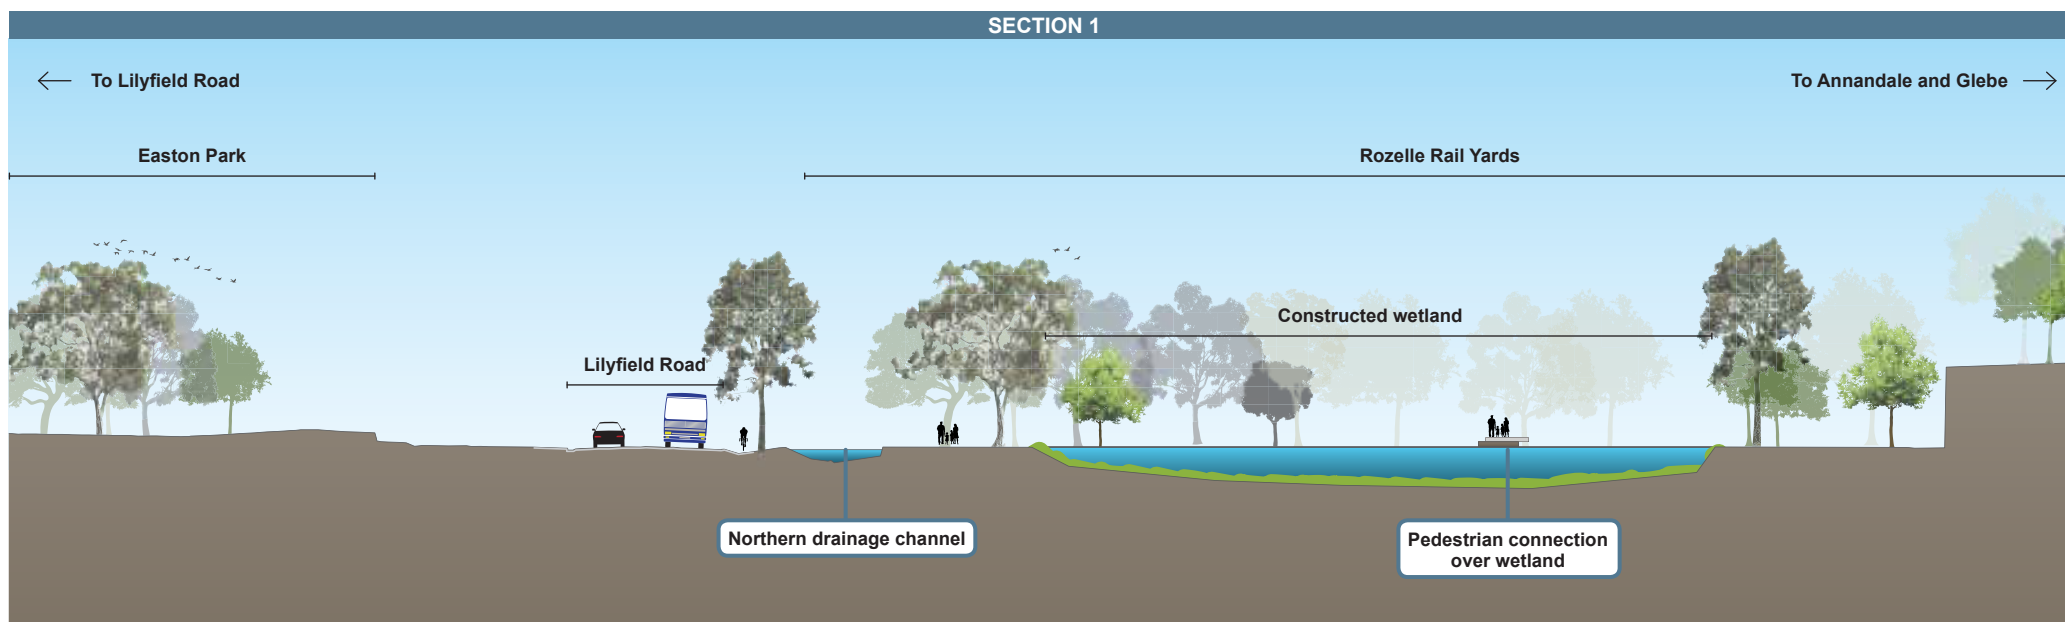 SECTION 1
To Lilyfield Road
To Annandale and Glebe
Easton Park
Rozelle Rail Yards
Constructed wetland
Lilyfield Road
Northern drainage channel
Pedestrian connection
over wetland